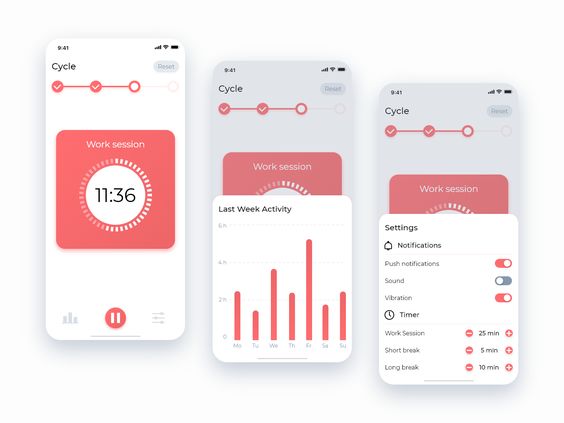 9:41
Cycle
Reset
Work session
11:36
9:41
Cycle
Reset
Work session
Last Week Activity
6 h
4 h
2 h
0
Mo Tu We Th Fr Sa Su
9:41
Cycle
Reset
Work session
Settings
Notifications
Push notifications
Sound
Vibration
Timer
Work Session 25 min
Short break 5 min
Long break 10 min